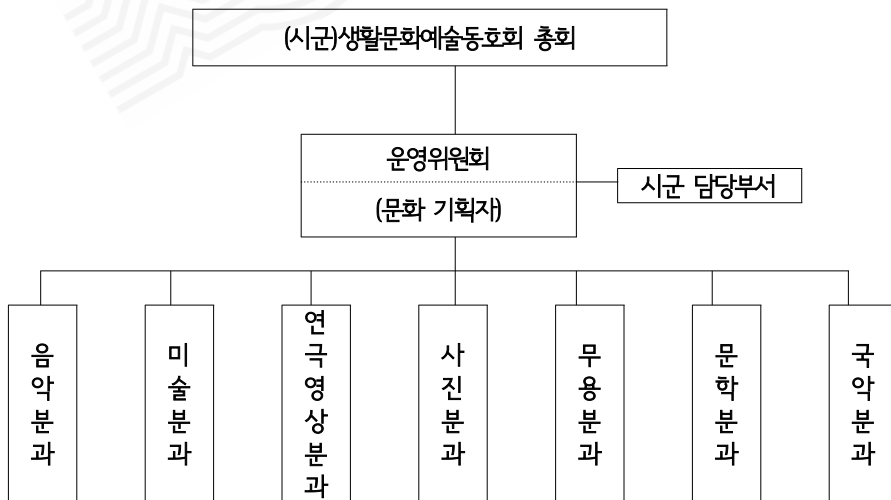 (시군)생활문화예술동호회 총회
운영위원회
(문화 기획자)
시군 담당부서
음악분과
미술분과
연극영상분과
사진분과
무용분과
문학분과
국악분과